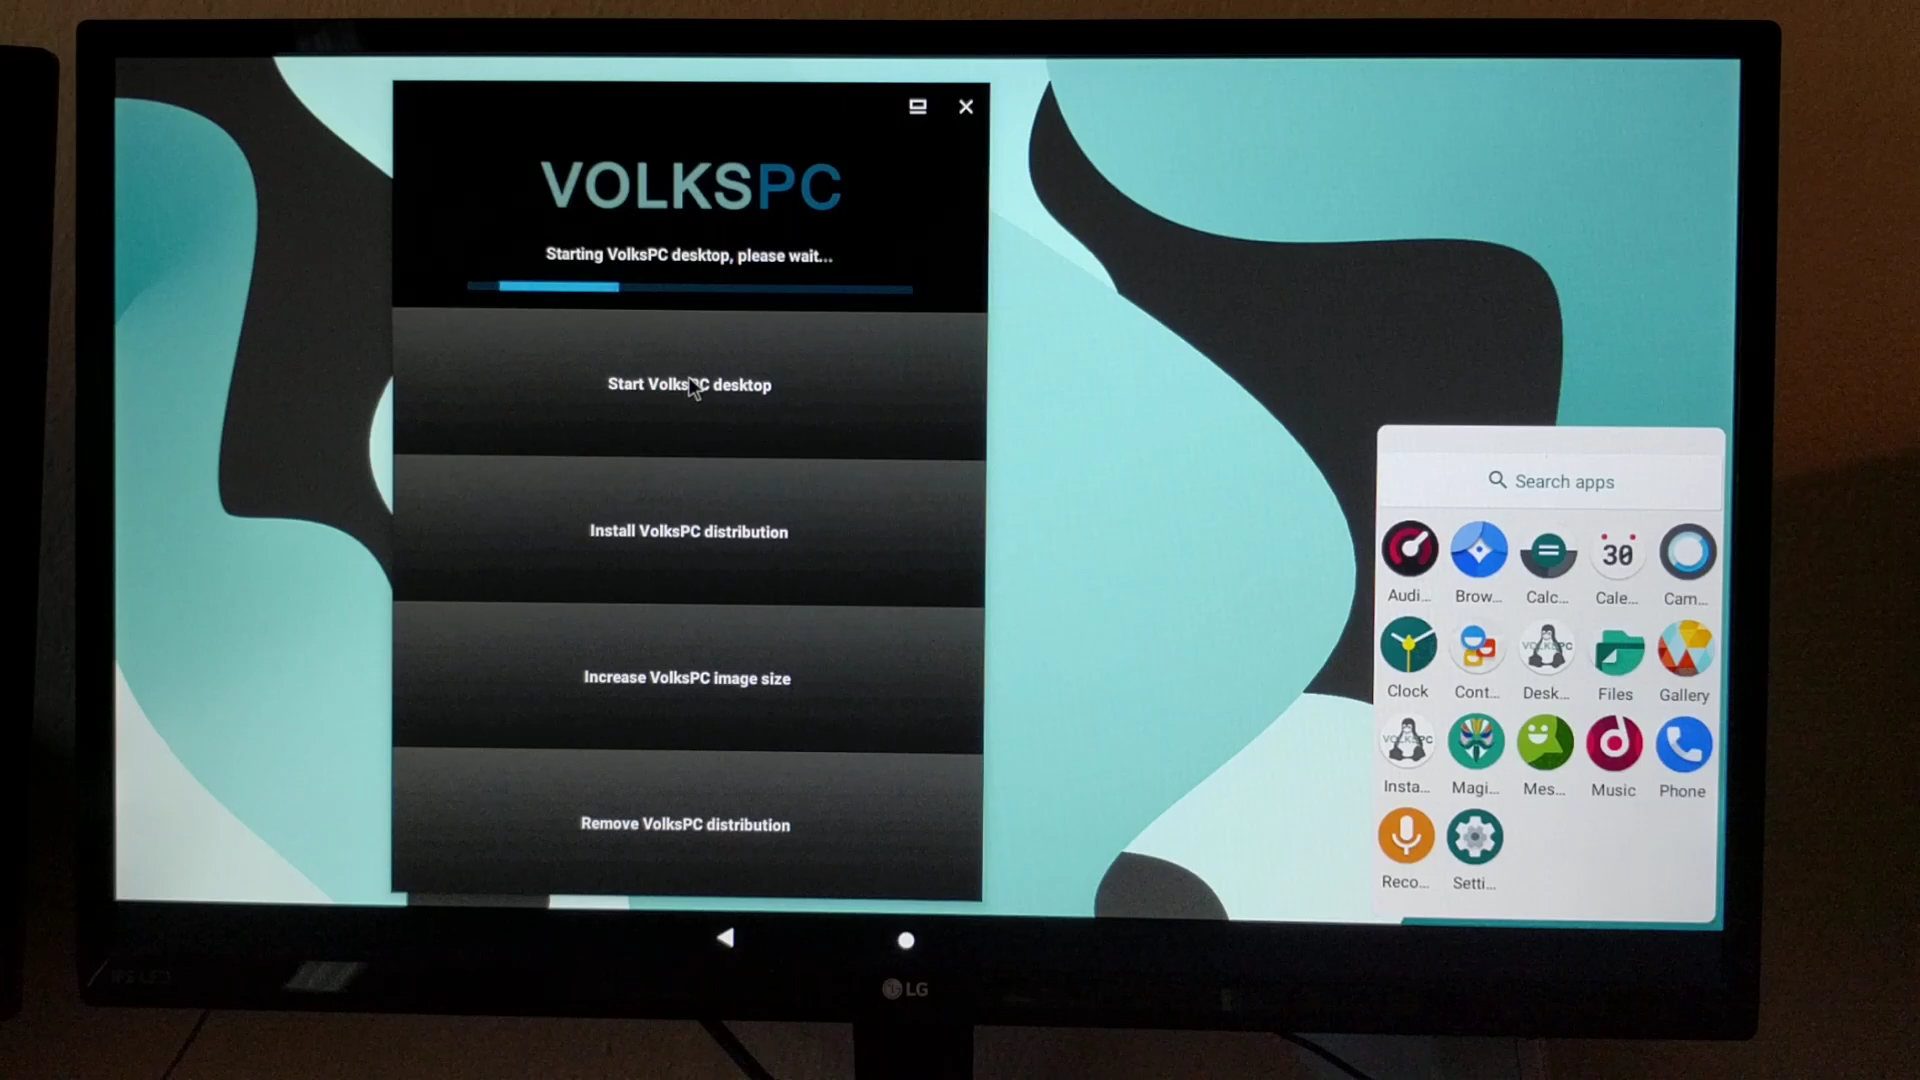 VOLKSPC
Starting VolksPC desktop, please wait...
Start VolksPC desktop
Install VolksPC distribution
Increase VolksPC image size
Remove VolksPC distribution
Search apps
30
Audi... Brow... Calc... Cale... Cam...
VOLKSPC
Clock Cont... Desk... Files Gallery
VOLKSPC
Insta... Magi... Mes... Music Phone
Reco... Setti...
LG